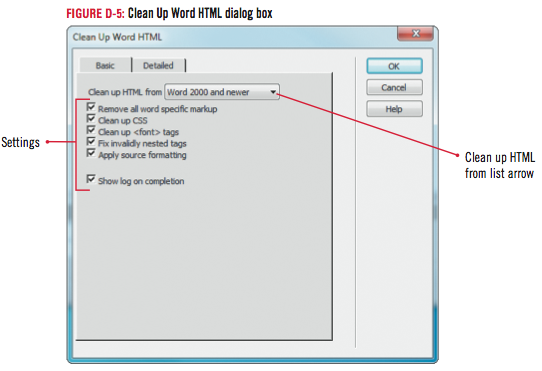 FIGURE D-5: Clean Up Word HTML dialog box
Clean Up Word HTML
Basic
Detailed
OK
Clean up HTML from
Word 2000 and newer
Cancel
Remove all word specific markup
Help
Clean up CSS
Clean up <font> tags
Settings
Fix invalidly nested tags
Apply source formatting
Clean up HTML
from list arrow
Show log on completion